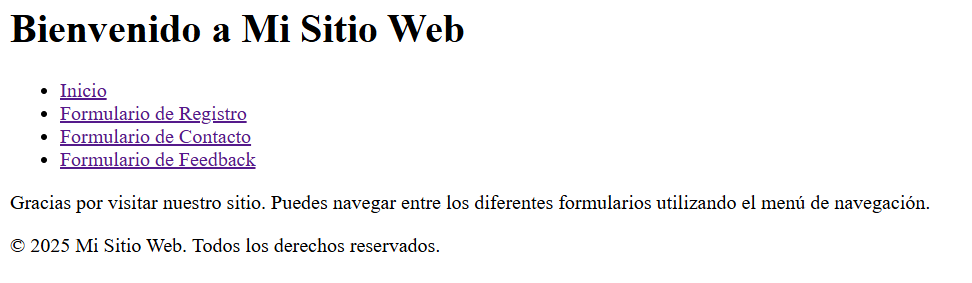 Bienvenido a Mi Sitio Web
Inicio
Formulario de Registro
Formulario de Contacto
Formulario de Feedback
Gracias por visitar nuestro sitio. Puedes navegar entre los diferentes formularios utilizando el menú de navegación.
© 2025 Mi Sitio Web. Todos los derechos reservados.